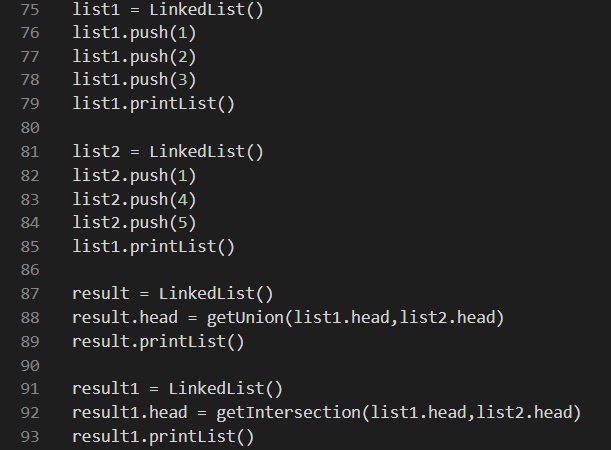 75 list1 = LinkedList()
76 list1.push(1)
77 list1.push(2)
78 list1.push(3)
79 list1.printList()
80
81 list2 = LinkedList()
82 list2.push(1)
83 list2.push(4)
84 list2.push(5)
85 list1.printList()
86
87 result = LinkedList()
88 result.head = getUnion(list1.head,list2.head)
89 result.printList()
90
91 result1 = LinkedList()
92 result1.head = getIntersection(list1.head,list2.head)
93 result1.printList()